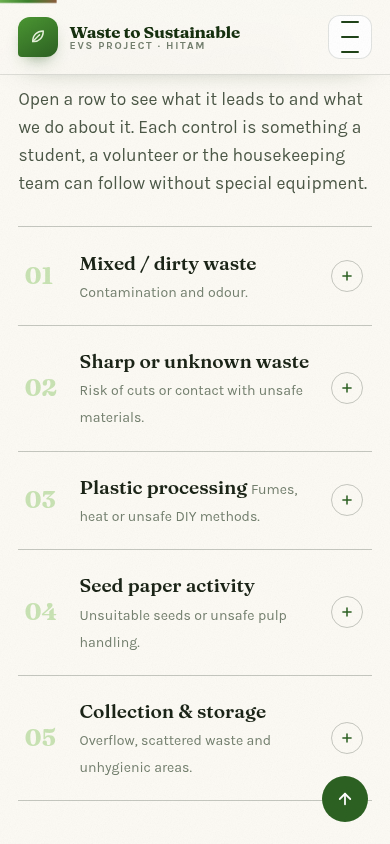 Waste to Sustainable
EVS PROJECT · HITAM
Open a row to see what it leads to and what
we do about it. Each control is something a
student, a volunteer or the housekeeping
team can follow without special equipment.
01
Mixed / dirty waste
Contamination and odour.
02
Sharp or unknown waste
Risk of cuts or contact with unsafe
materials.
03
Plastic processing Fumes,
heat or unsafe DIY methods.
04
Seed paper activity
Unsuitable seeds or unsafe pulp
handling.
05
Collection & storage
Overflow, scattered waste and
unhygienic areas.